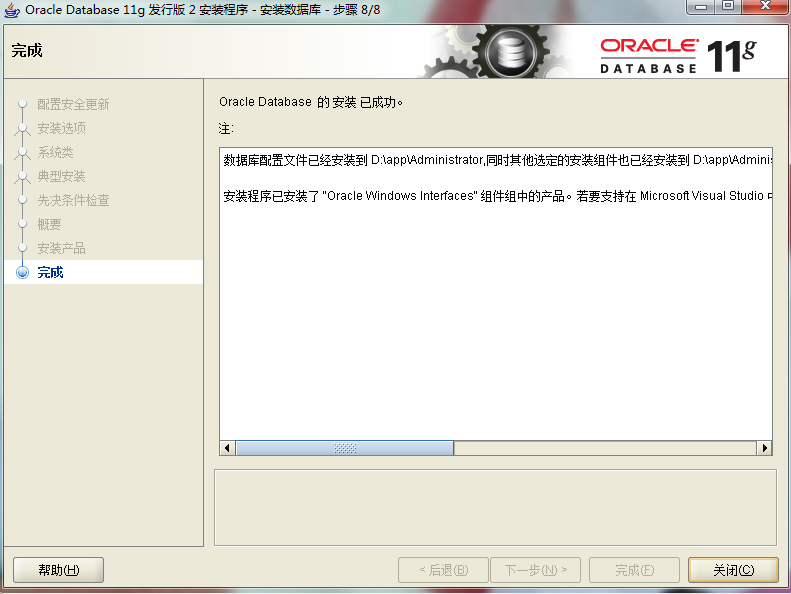 Oracle Database 11g 发行版 2 安装程序 - 安装数据库 - 步骤 8/8
完成
ORACLE
DATABASE
11g
配置安全更新
安装选项
系统类
典型安装
先决条件检查
概要
安装产品
完成
Oracle Database 的 安装 已成功。
注:
数据库配置文件已经安装到 D:\app\Administrator,同时其他选定的安装组件也已经安装到 D:\app\Adminis
安装程序已安装了 "Oracle Windows Interfaces" 组件组中的产品。若要支持在 Microsoft Visual Studio
帮助(H)
< 后退(B)
下一步(N) >
完成(F)
关闭(C)